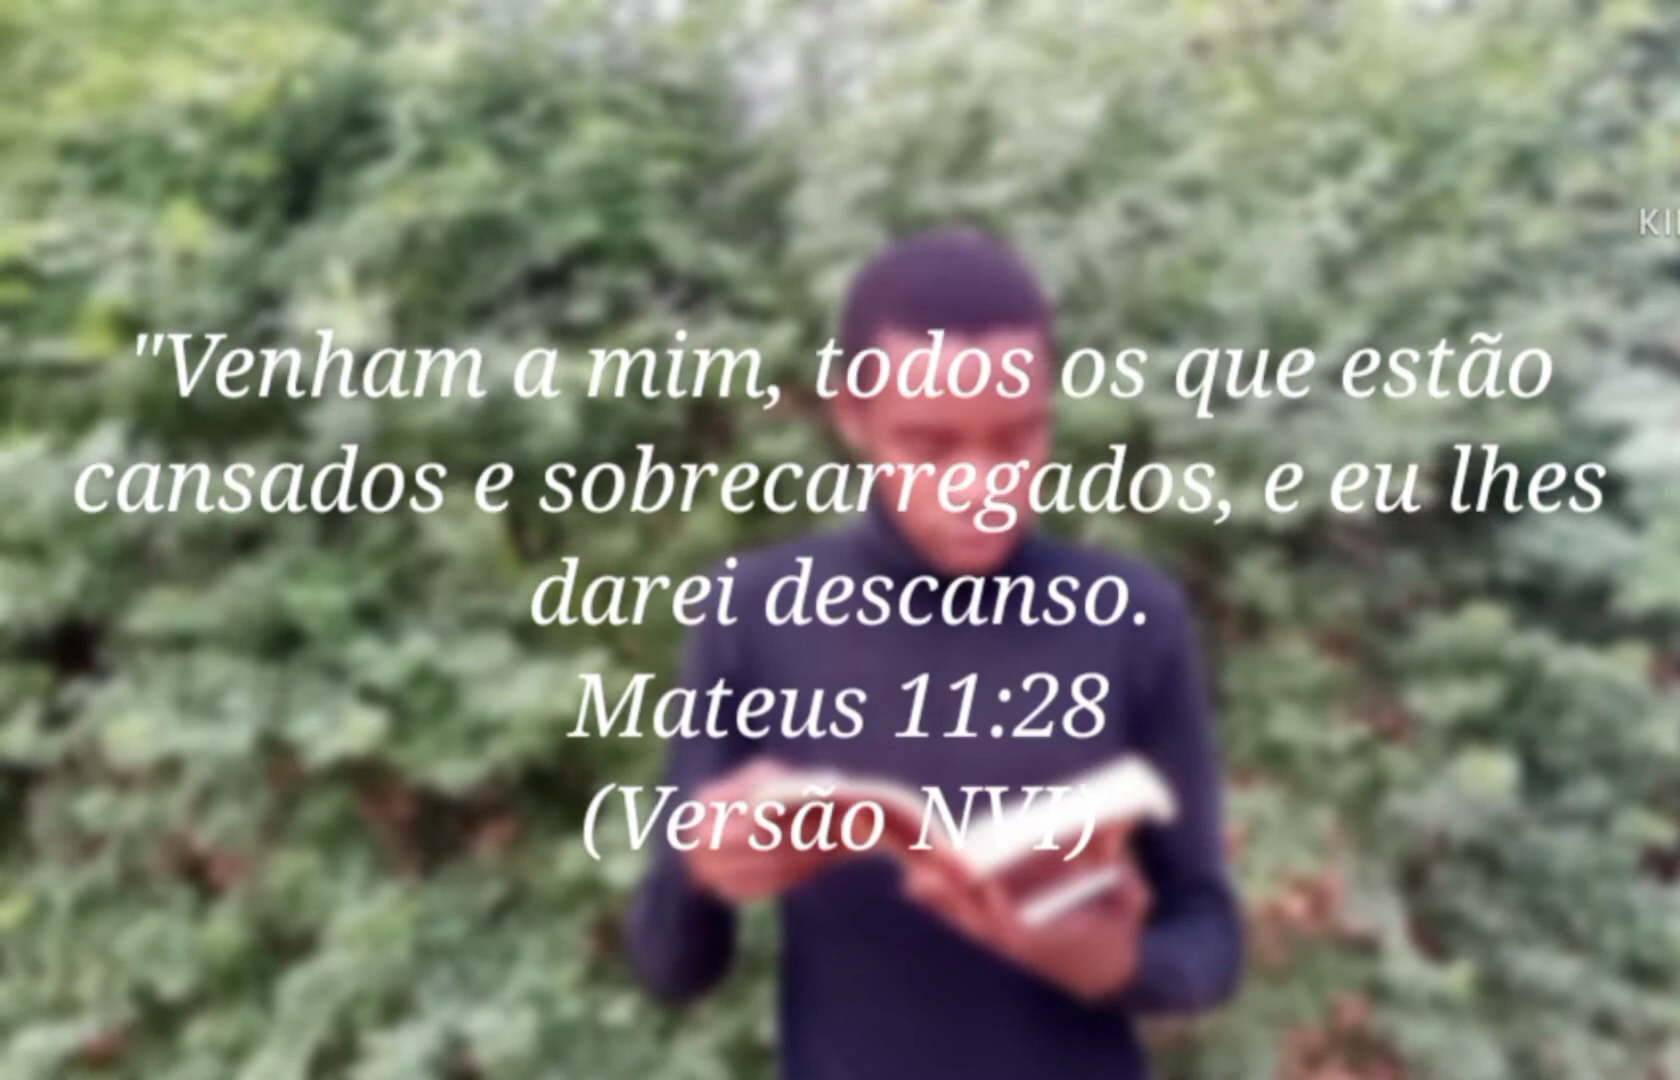 "Venham a mim, todos os que estão
cansados e sobrecarregados, e eu lhes
darei descanso.
Mateus 11:28
(Versão NVI)